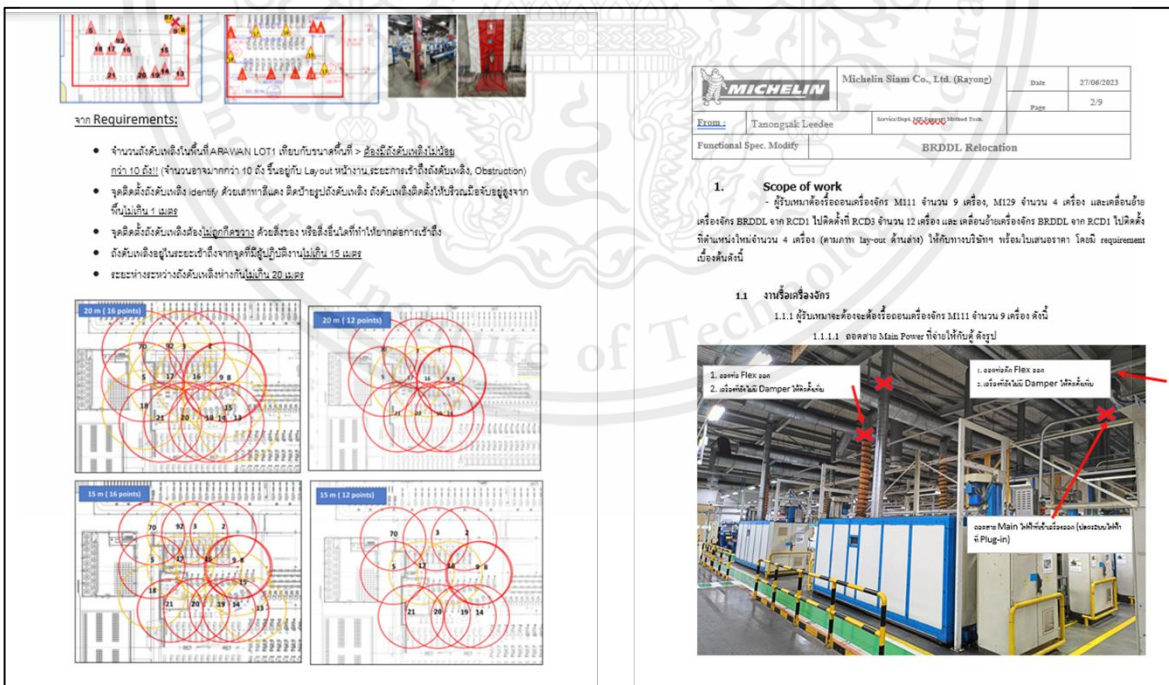 จาก Requirements:
• จำนวนถังดับเพลิงในพื้นที่ ARAWAN LOT1 เทียบกับขนาดพื้นที่ > ต้องมีถังดับเพลิงไม่น้อย
กว่า 10 ถัง!! (จำนวนอาจมากกว่า 10 ถัง ขึ้นอยู่กับ Layout หน้างาน,ระยะการเข้าถึงถังดับเพลิง, Obstruction)
• จุดติดตั้งถังดับเพลิง identify ด้วยเสาทาสีแดง ติดป้ายรูปถังดับเพลิง ถังดับเพลิงติดตั้งให้บริเวณมือจับอยู่สูงจาก
พื้นไม่เกิน 1 เมตร
• จุดติดตั้งถังดับเพลิงต้องไม่ถูกกีดขวาง ด้วยสิ่งของ หรือสิ่งอื่นใดที่ทำให้ยากต่อการเข้าถึง
• ถังดับเพลิงอยู่ในระยะเข้าถึงจากจุดที่มีผู้ปฏิบัติงานไม่เกิน 15 เมตร
• ระยะห่างระหว่างถังดับเพลิงห่างกันไม่เกิน 20 เมตร
20 m (16 points)
20 m (12 points)
15 m (16 points)
15 m (12 points)
MICHELIN
Michelin Siam Co., Ltd. (Rayong)
Date 27/06/2023
Page 2/9
From : Tanongsak Leedee
Service/Dept. MP Support Method Tech.
Functional Spec. Modify BRDDL Relocation
1. Scope of work
- ผู้รับเหมาต้องรื้อถอนเครื่องจักร M111 จำนวน 9 เครื่อง, M129 จำนวน 4 เครื่อง และเคลื่อนย้าย
เครื่องจักร BRDDL จาก RCD1 ไปติดตั้งที่ RCD3 จำนวน 12 เครื่อง และ เคลื่อนย้ายเครื่องจักร BRDDL จาก RCD1 ไปติดตั้ง
ที่ตำแหน่งใหม่จำนวน 4 เครื่อง (ตามภาพ lay-out ด้านล่าง) ให้กับทางบริษัทฯ พร้อมใบเสนอราคา โดยมี requirement
เบื้องต้นดังนี้
1.1 งานรื้อเครื่องจักร
1.1.1 ผู้รับเหมาจะต้องจะต้องรื้อถอนเครื่องจักร M111 จำนวน 9 เครื่อง ดังนี้
1.1.1.1 ถอดสาย Main Power ที่จ่ายให้กับตู้ ดังรูป
1. ถอดท่อ Flex ออก
2. เครื่องที่ยังไม่มี Damper ให้ติดตั้งเพิ่ม
1. ถอดท่อดัก Flex ออก
2. เครื่องที่ยังไม่มี Damper ให้ติดตั้งเพิ่ม
ถอดสาย Main ไฟฟ้าที่เข้าเครื่องออก (ปลดระบบไฟฟ้า
ที่ Plug-in)